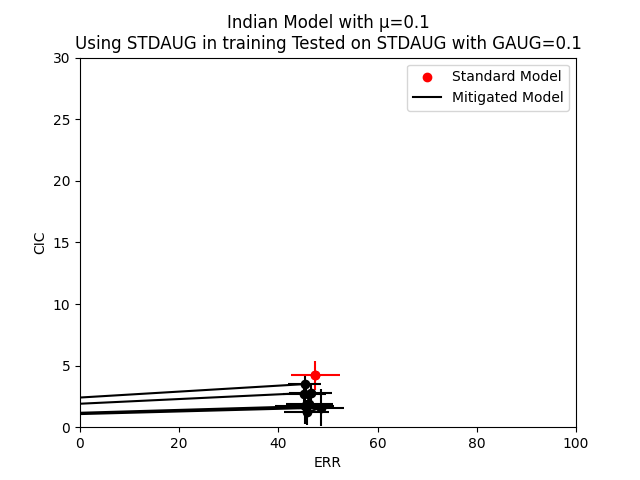 Indian Model with μ=0.1
Using STDAUG in training Tested on STDAUG with GAUG=0.1
Standard Model
Mitigated Model
CIC
30
25
20
15
10
5
0
0 20 40 60 80 100
ERR